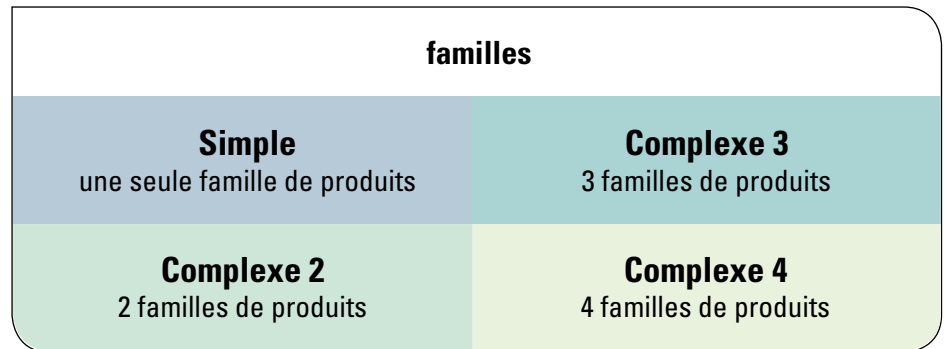 familles
Simple
une seule famille de produits
Complexe 3
3 familles de produits
Complexe 2
2 familles de produits
Complexe 4
4 familles de produits